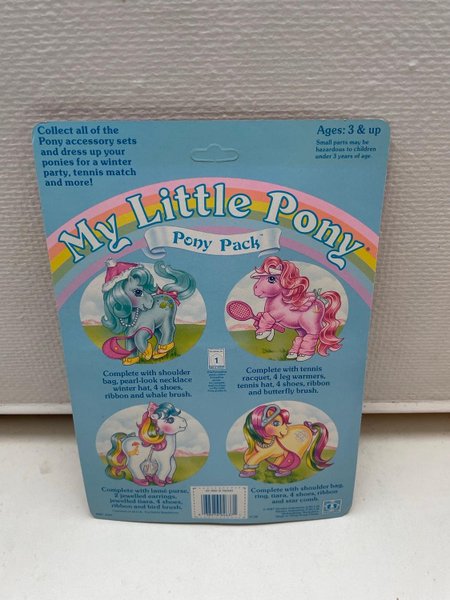 Collect all of the
Pony accessory sets
and dress up your
ponies for a winter
party, tennis match
and more!
Ages: 3 & up
Small parts may be
hazardous to children
under 3 years of age.
My Little Pony®
Pony Pack™
Complete with shoulder
bag, pearl-look necklace
winter hat, 4 shoes,
ribbon and whale brush.
1
Complete with tennis
racquet, 4 leg warmers,
tennis hat, 4 shoes, ribbon
and butterfly brush.
Complete with lamé purse,
2 jewelled earrings,
jewelled tiara, 4 shoes,
ribbon and bird brush.
Complete with shoulder bag,
ring, tiara, 4 shoes, ribbon
and star comb.